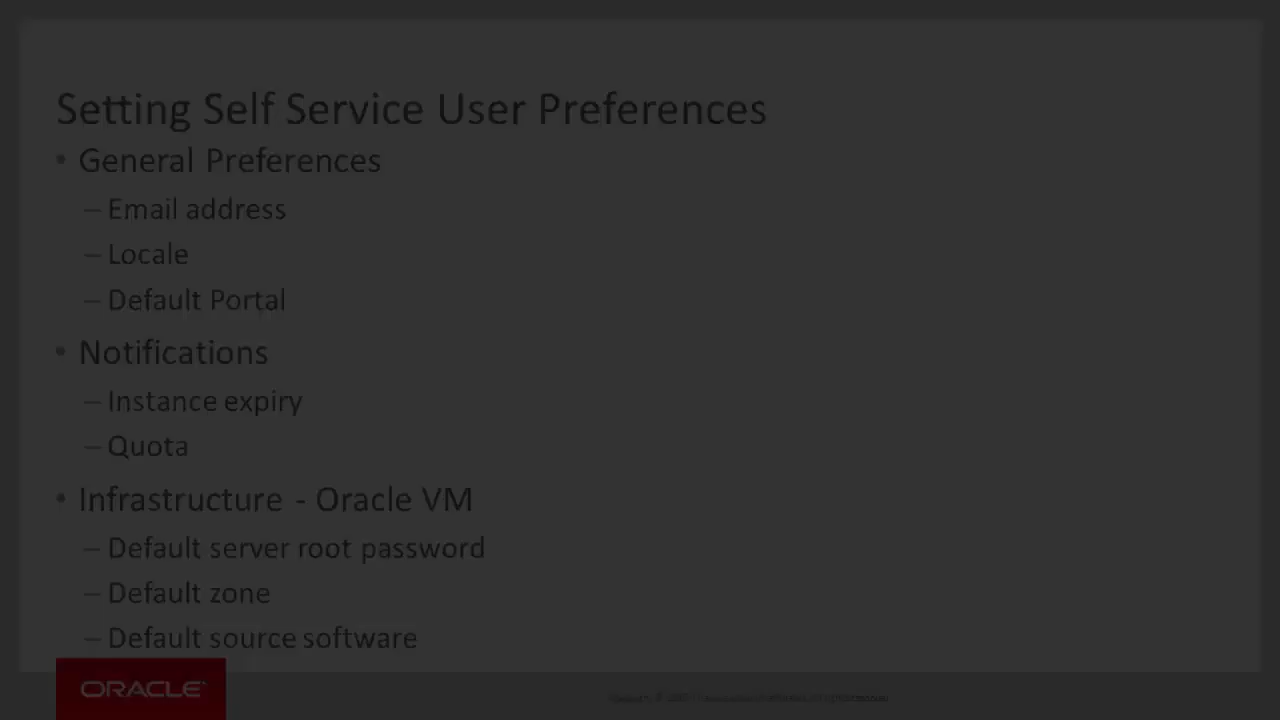 Setting Self Service User Preferences
• General Preferences
– Email address
– Locale
– Default Portal
• Notifications
– Instance expiry
– Quota
• Infrastructure - Oracle VM
– Default server root password
– Default zone
– Default source software
ORACLE